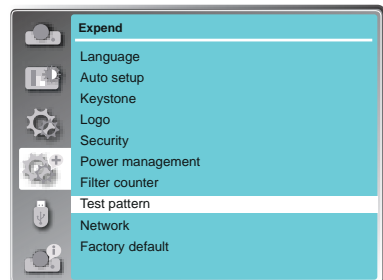 Expend
Language
Auto setup
Keystone
Logo
Security
Power management
Filter counter
Test pattern
Network
Factory default